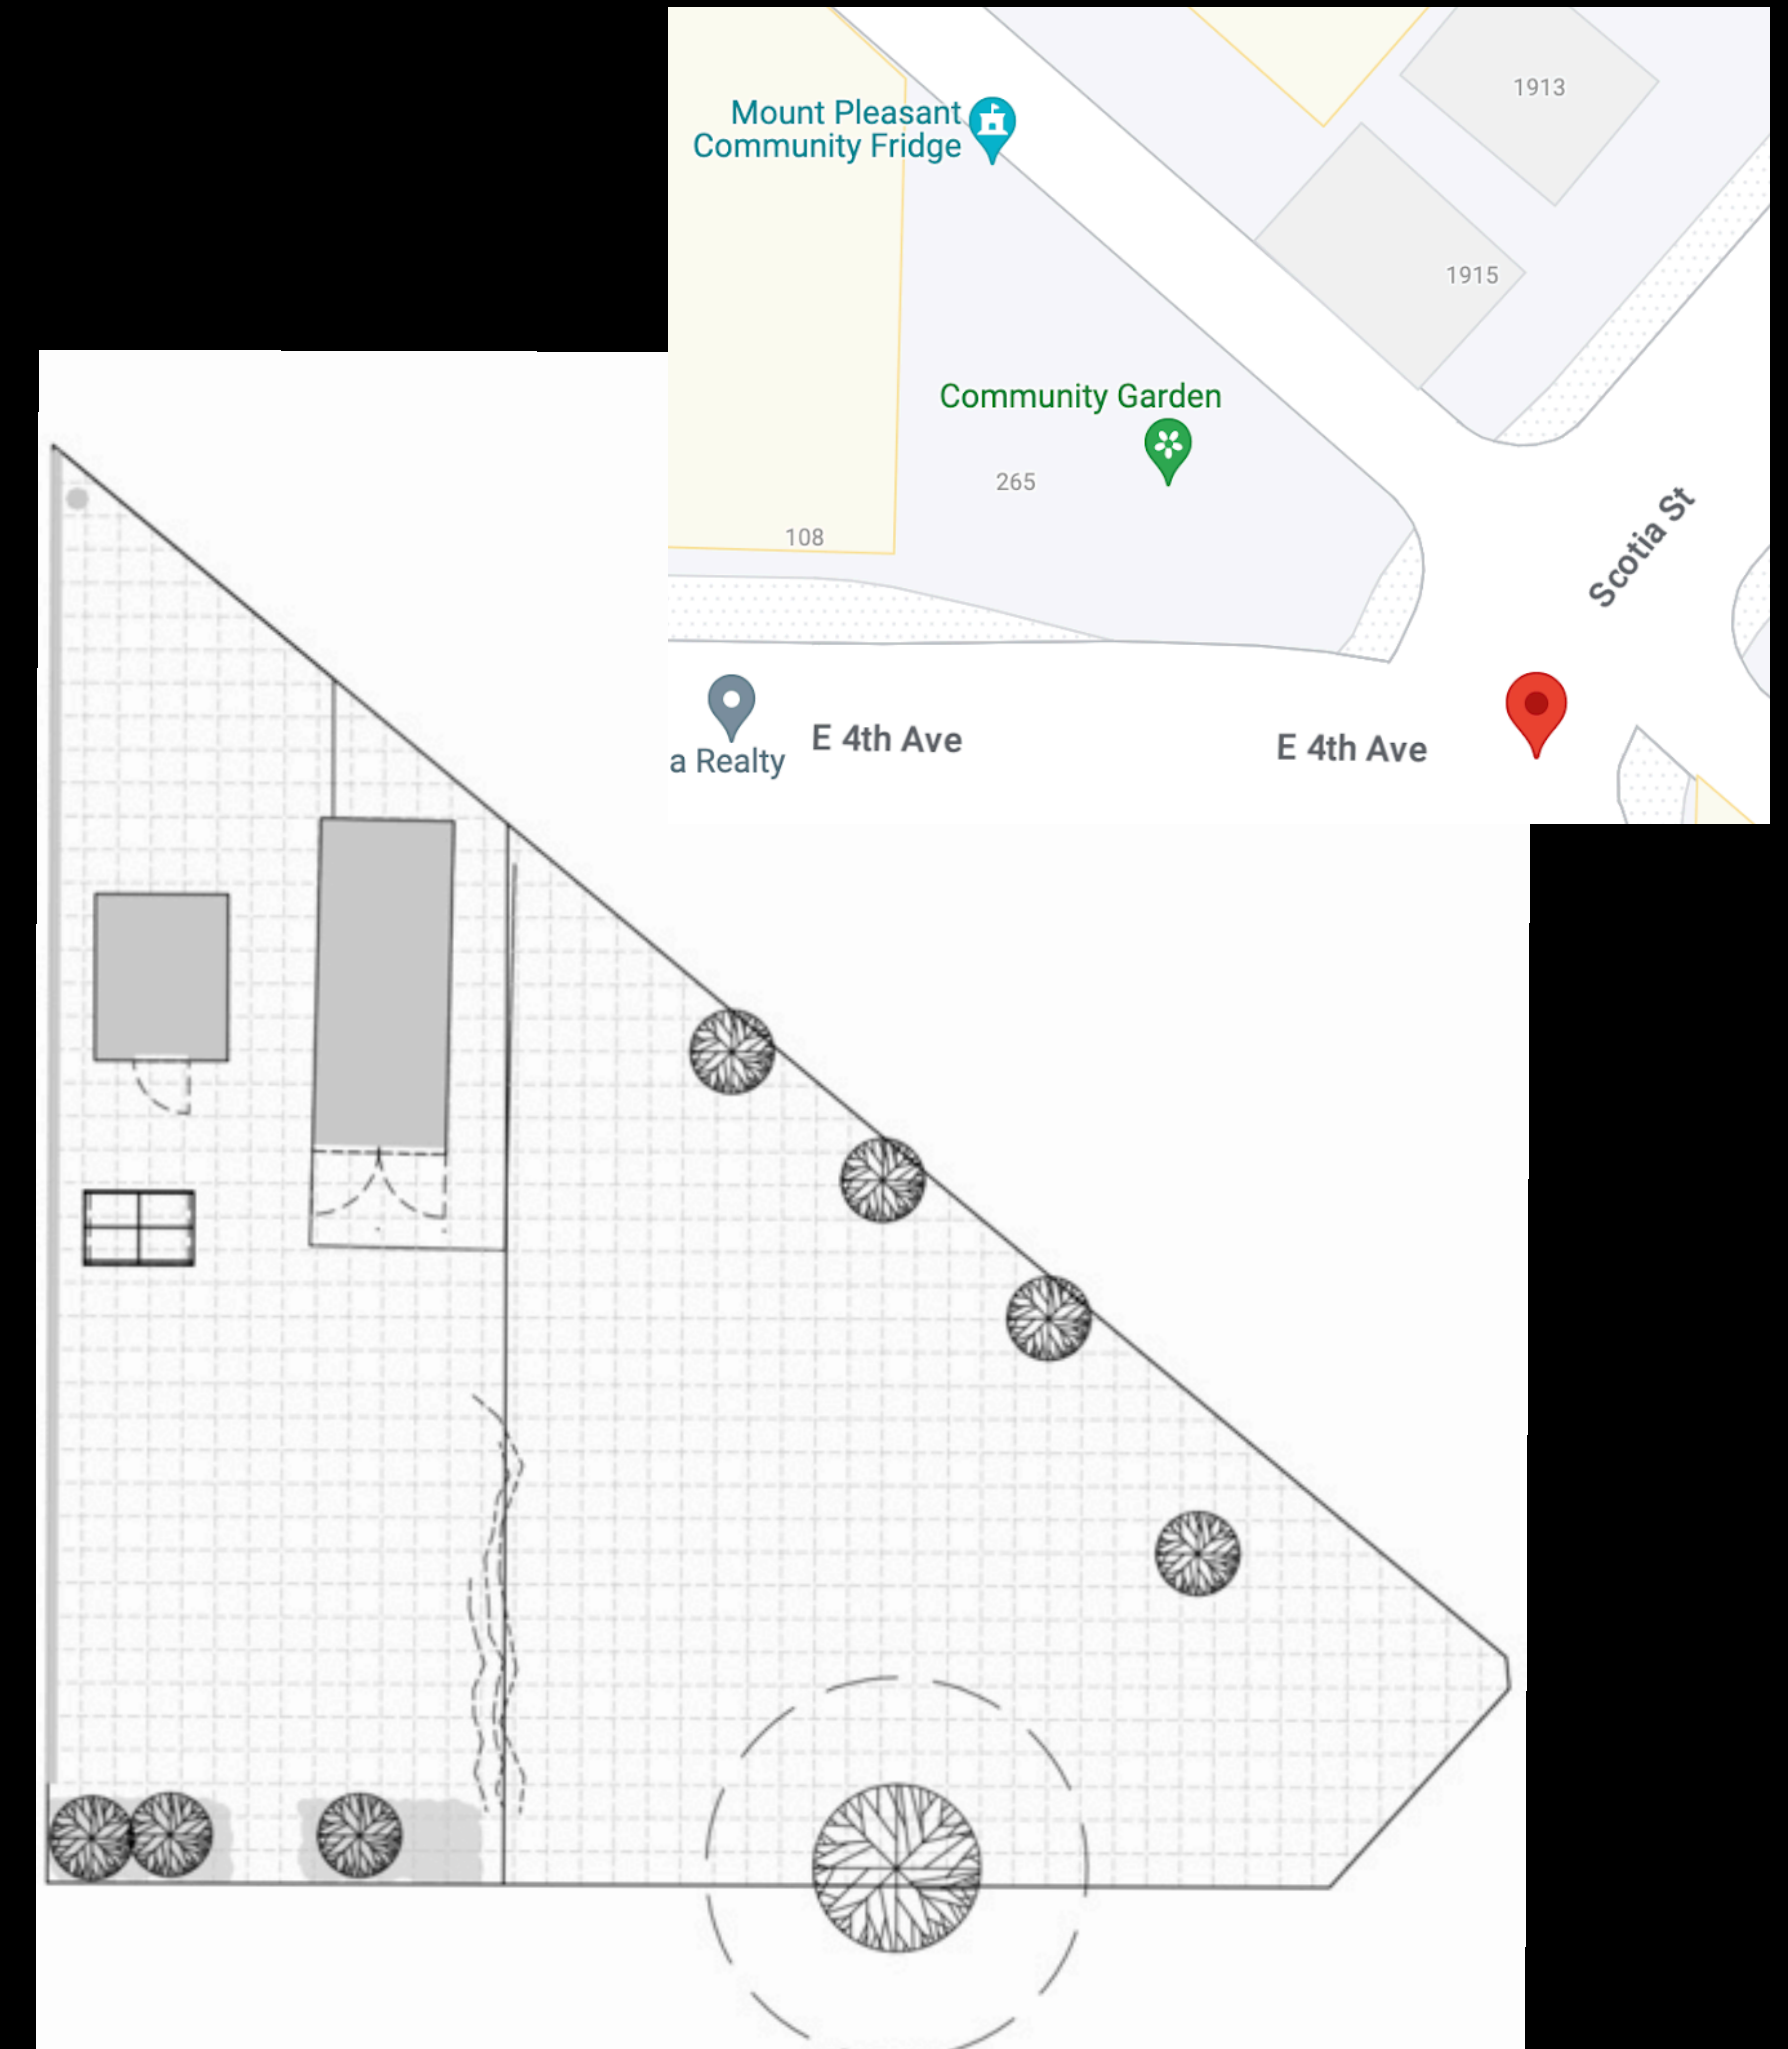 1913
Mount Pleasant
Community Fridge
1915
Community Garden
265
108
Scotia St
E 4th Ave
E 4th Ave
a Realty